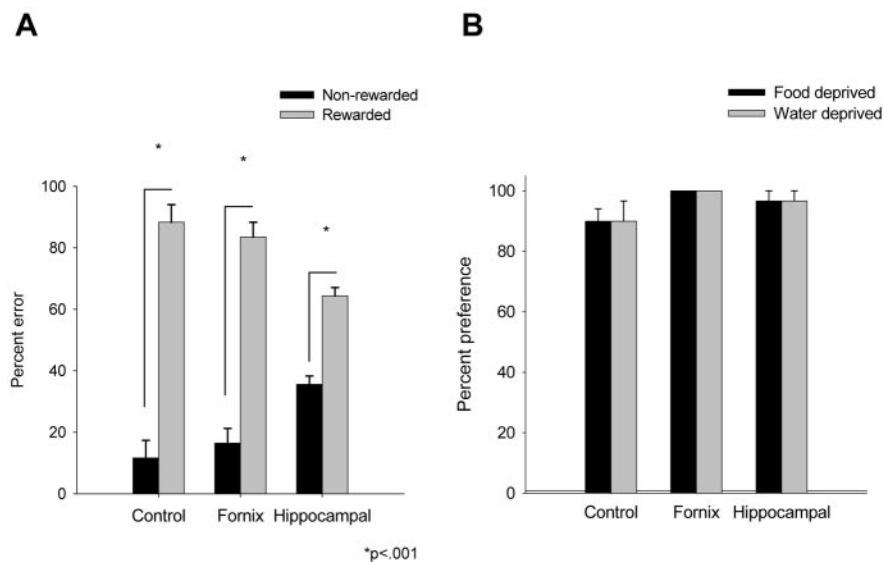 A
Non-rewarded
Rewarded
*
*
*
100
80
60
40
20
0
Percent error
Control Fornix Hippocampal
*p<.001
B
Food deprived
Water deprived
100
80
60
40
20
0
Percent preference
Control Fornix Hippocampal